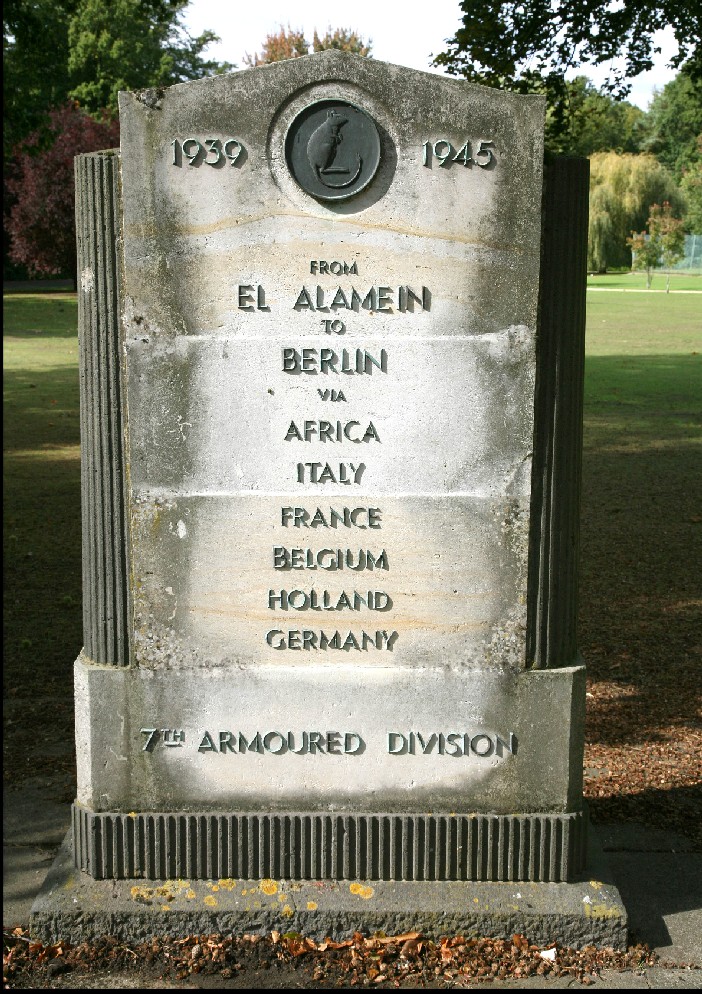 1939 1945
FROM
EL ALAMEIN
TO
BERLIN
VIA
AFRICA
ITALY
FRANCE
BELGIUM
HOLLAND
GERMANY
7TH ARMOURED DIVISION